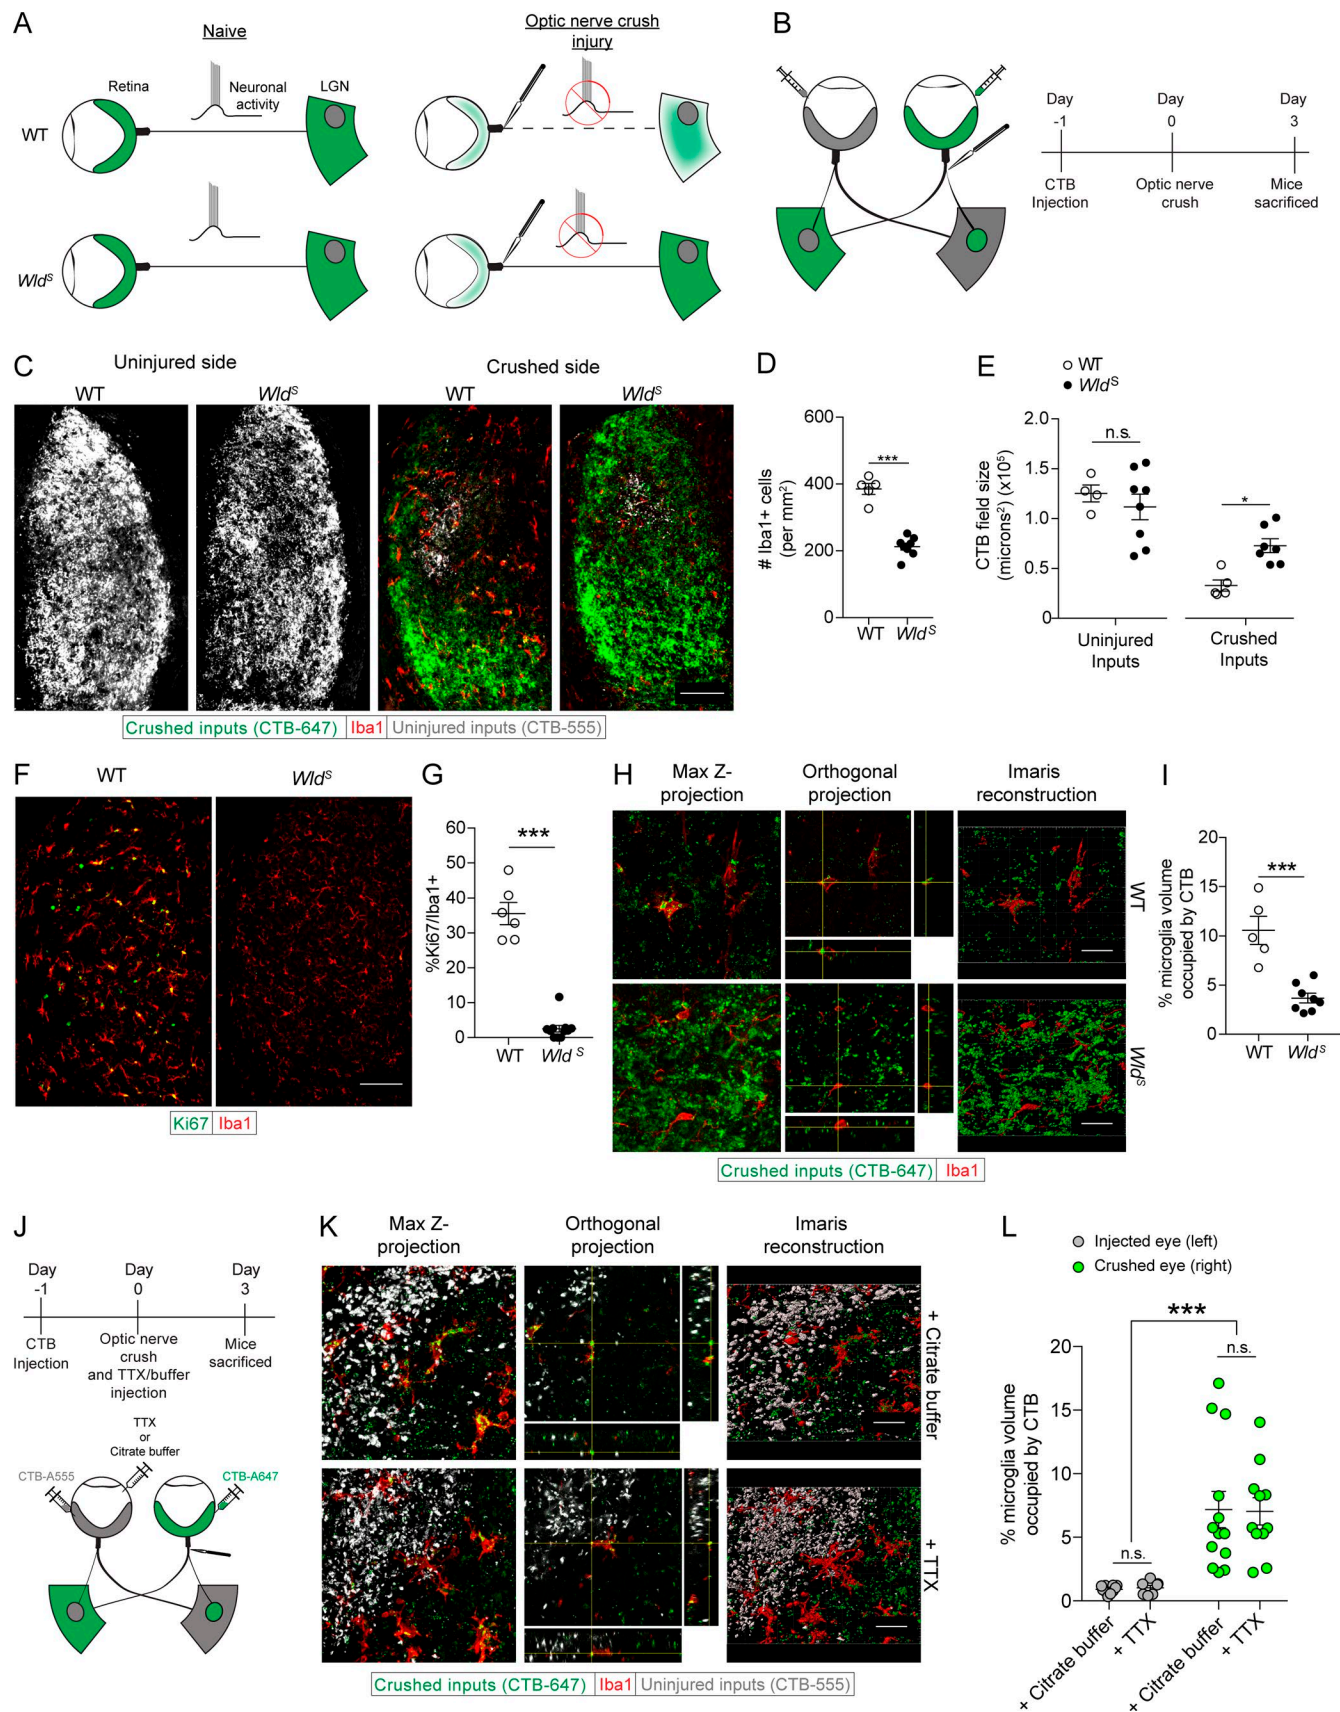 A
Naive
Optic nerve crush
injury
Retina
Neuronal
activity
LGN
WT
Wld^S
B
Day
-1
Day
0
Day
3
CTB
Injection
Optic nerve
crush
Mice
sacrificed
C
Uninjured side
Crushed side
WT
Wld^S
WT
Wld^S
Crushed inputs (CTB-647)
Iba1
Uninjured inputs (CTB-555)
D
# Iba1+ cells
(per mm²)
600
400
200
0
***
WT
Wld^S
E
WT
Wld^S
CTB field size
(microns²) (x10⁵)
2.0
1.5
1.0
0.5
0
n.s.
*
Uninjured
Inputs
Crushed
Inputs
F
WT
Wld^S
Ki67
Iba1
G
%Ki67/Iba1+
60
50
40
30
20
10
0
***
WT
Wld^S
H
Max Z-
projection
Orthogonal
projection
Imaris
reconstruction
WT
Wld^S
Crushed inputs (CTB-647)
Iba1
I
% microglia volume
occupied by CTB
20
15
10
5
0
***
WT
Wld^S
J
Day
-1
Day
0
Day
3
CTB
Injection
Optic nerve
crush
and TTX/buffer
injection
Mice
sacrificed
TTX
or
Citrate buffer
CTB-A555
CTB-A647
K
Max Z-
projection
Orthogonal
projection
Imaris
reconstruction
+ Citrate buffer
+ TTX
Crushed inputs (CTB-647)
Iba1
Uninjured inputs (CTB-555)
L
Injected eye (left)
Crushed eye (right)
% microglia volume
occupied by CTB
20
15
10
5
0
***
n.s.
n.s.
+ Citrate buffer
+ TTX
+ Citrate buffer
+ TTX